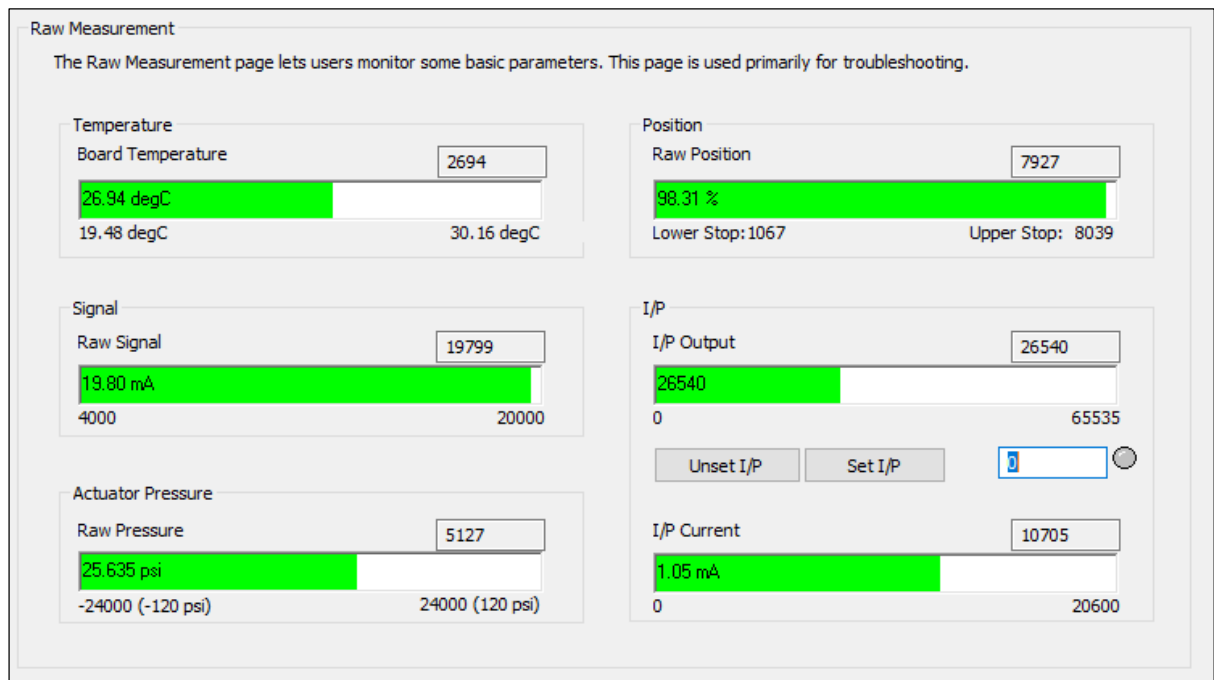 Raw Measurement
The Raw Measurement page lets users monitor some basic parameters. This page is used primarily for troubleshooting.
Temperature
Board Temperature 2694
26.94 degC
19.48 degC 30.16 degC
Signal
Raw Signal 19799
19.80 mA
4000 20000
Actuator Pressure
Raw Pressure 5127
25.635 psi
-24000 (-120 psi) 24000 (120 psi)
Position
Raw Position 7927
98.31 %
Lower Stop: 1067 Upper Stop: 8039
I/P
I/P Output 26540
26540
0 65535
Unset I/P Set I/P 0
I/P Current 10705
1.05 mA
0 20600